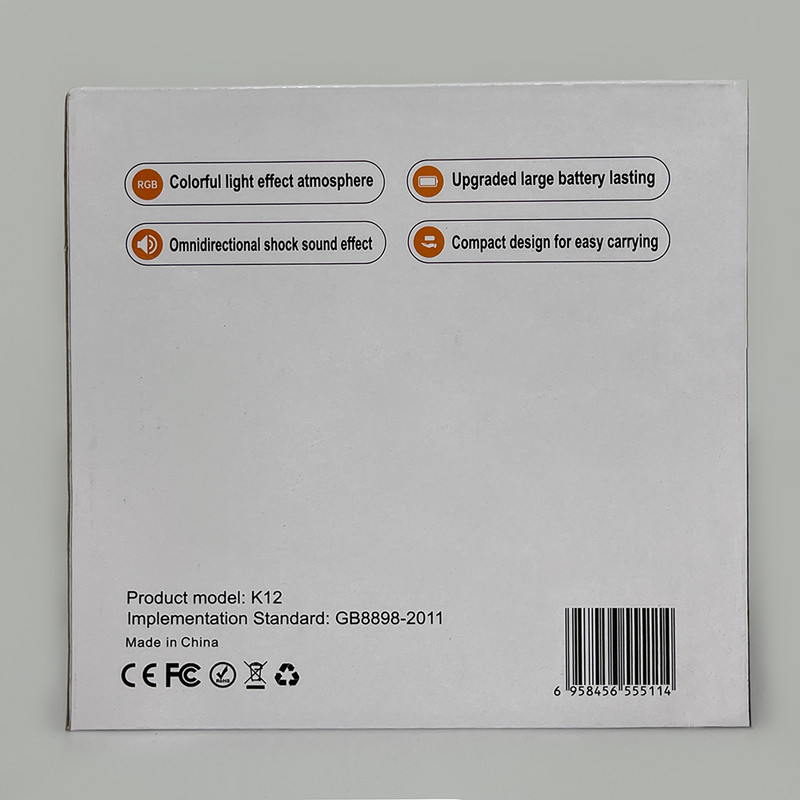 RGB Colorful light effect atmosphere
Upgraded large battery lasting
Omnidirectional shock sound effect
Compact design for easy carrying
Product model: K12
Implementation Standard: GB8898-2011
Made in China
CE FC RoHS
6 958456 555114